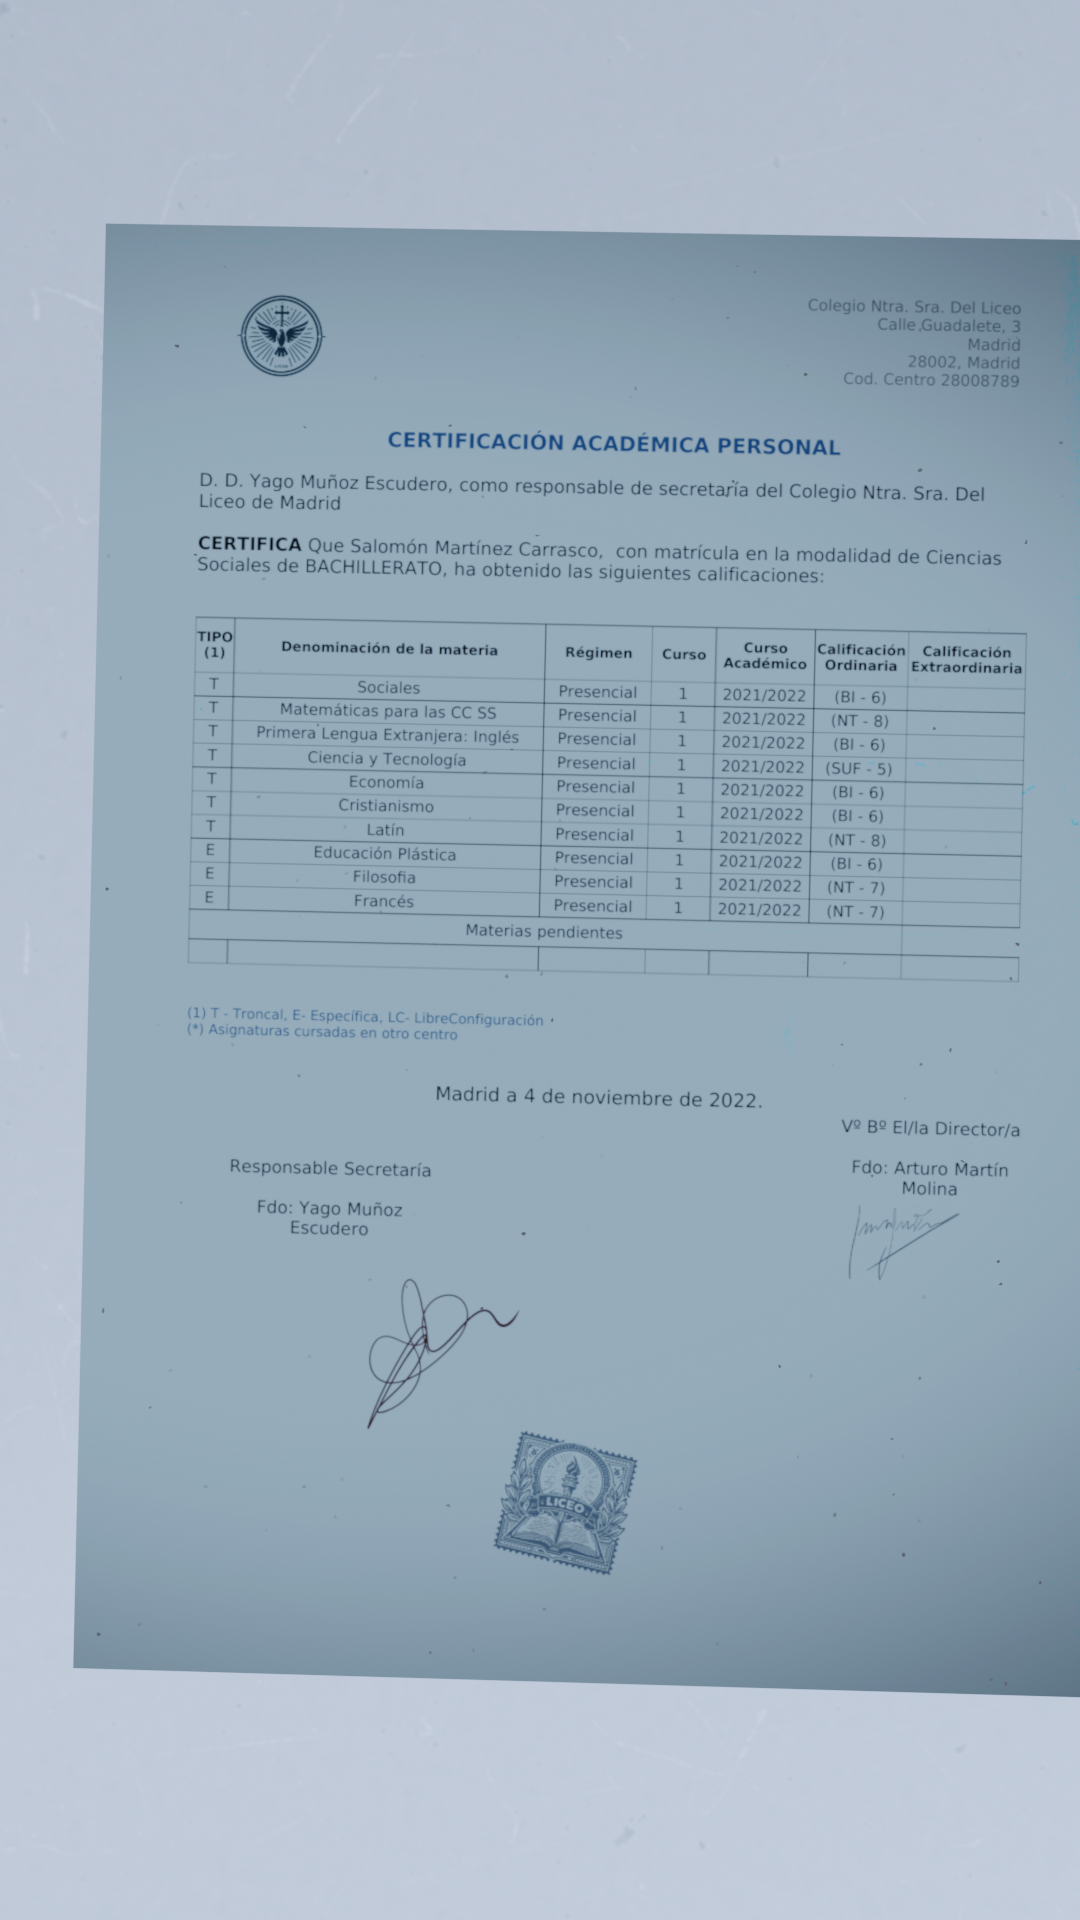 Colegio Ntra. Sra. Del Liceo
Calle Guadalete, 3
Madrid
28002, Madrid
Cod. Centro 28008789
CERTIFICACIÓN ACADÉMICA PERSONAL
D. D. Yago Muñoz Escudero, como responsable de secretaría del Colegio Ntra. Sra. Del
Liceo de Madrid
CERTIFICA Que Salomón Martínez Carrasco, con matrícula en la modalidad de Ciencias
Sociales de BACHILLERATO, ha obtenido las siguientes calificaciones:
TIPO (1) Denominación de la materia Régimen Curso Curso Académico Calificación Ordinaria Calificación Extraordinaria
T Sociales Presencial 1 2021/2022 (BI - 6)
T Matemáticas para las CC SS Presencial 1 2021/2022 (NT - 8)
T Primera Lengua Extranjera: Inglés Presencial 1 2021/2022 (BI - 6)
T Ciencia y Tecnología Presencial 1 2021/2022 (SUF - 5)
T Economía Presencial 1 2021/2022 (BI - 6)
T Cristianismo Presencial 1 2021/2022 (BI - 6)
T Latín Presencial 1 2021/2022 (NT - 8)
E Educación Plástica Presencial 1 2021/2022 (BI - 6)
E Filosofia Presencial 1 2021/2022 (NT - 7)
E Francés Presencial 1 2021/2022 (NT - 7)
Materias pendientes
(1) T - Troncal, E- Específica, LC- LibreConfiguración
(*) Asignaturas cursadas en otro centro
Madrid a 4 de noviembre de 2022.
Vº Bº El/la Director/a
Responsable Secretaría
Fdo: Arturo Martín
Molina
Fdo: Yago Muñoz
Escudero
LICEO